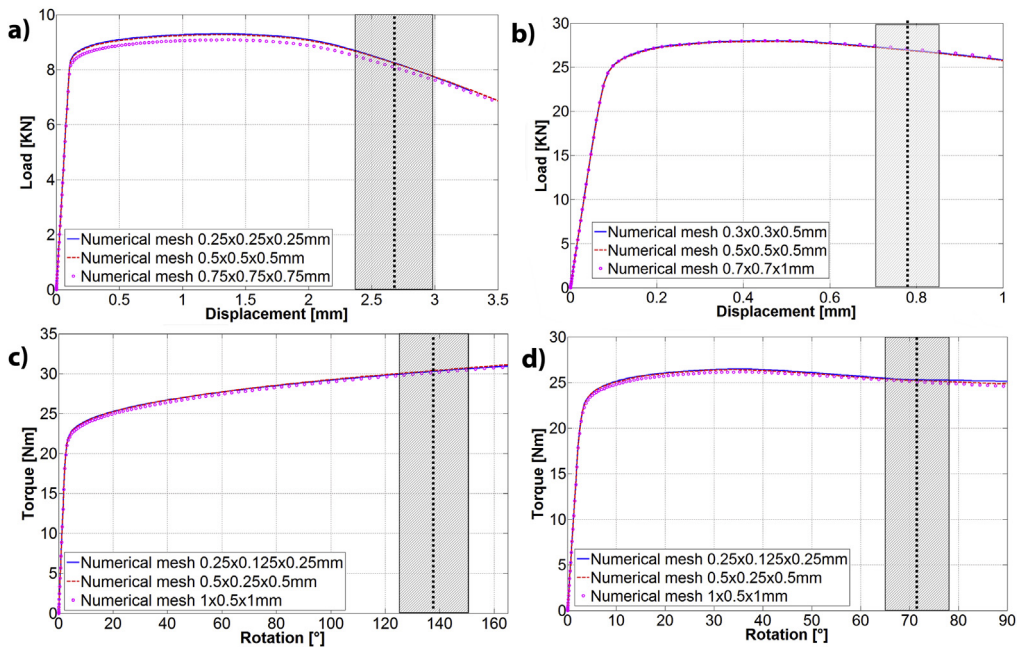 a)
10
8
6
4
2
0
Load [KN]
Numerical mesh 0.25x0.25x0.25mm
Numerical mesh 0.5x0.5x0.5mm
Numerical mesh 0.75x0.75x0.75mm
0 0.5 1 1.5 2 2.5 3 3.5
Displacement [mm]
b)
30
25
20
15
10
5
0
Load [KN]
Numerical mesh 0.3x0.3x0.5mm
Numerical mesh 0.5x0.5x0.5mm
Numerical mesh 0.7x0.7x1mm
0 0.2 0.4 0.6 0.8 1
Displacement [mm]
c)
35
30
25
20
15
10
5
0
Torque [Nm]
Numerical mesh 0.25x0.125x0.25mm
Numerical mesh 0.5x0.25x0.5mm
Numerical mesh 1x0.5x1mm
0 20 40 60 80 100 120 140 160
Rotation [°]
d)
30
25
20
15
10
5
0
Torque [Nm]
Numerical mesh 0.25x0.125x0.25mm
Numerical mesh 0.5x0.25x0.5mm
Numerical mesh 1x0.5x1mm
0 10 20 30 40 50 60 70 80 90
Rotation [°]